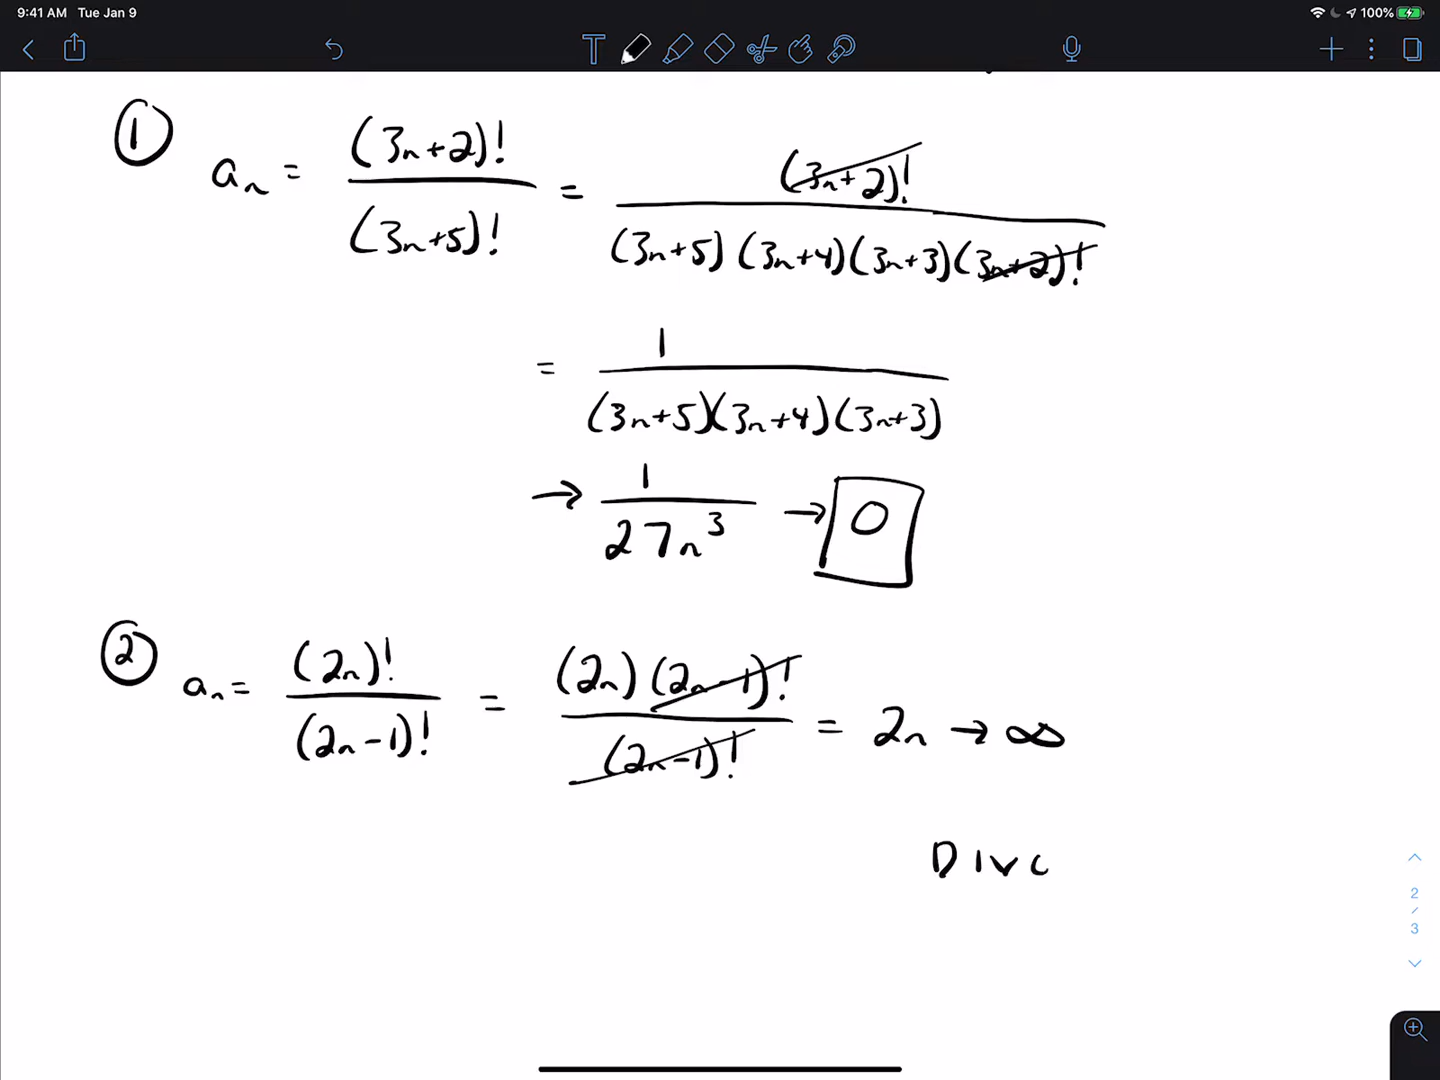 9:41 AM Tue Jan 9 100%
① aₙ = (3n+2)! / (3n+5)! = (3n+2)! / (3n+5)(3n+4)(3n+3)(3n+2)!
= 1 / (3n+5)(3n+4)(3n+3)
→ 1 / 27n³ → 0
② aₙ = (2n)! / (2n-1)! = (2n)(2n-1)! / (2n-1)! = 2n → ∞
Divc
2 / 3